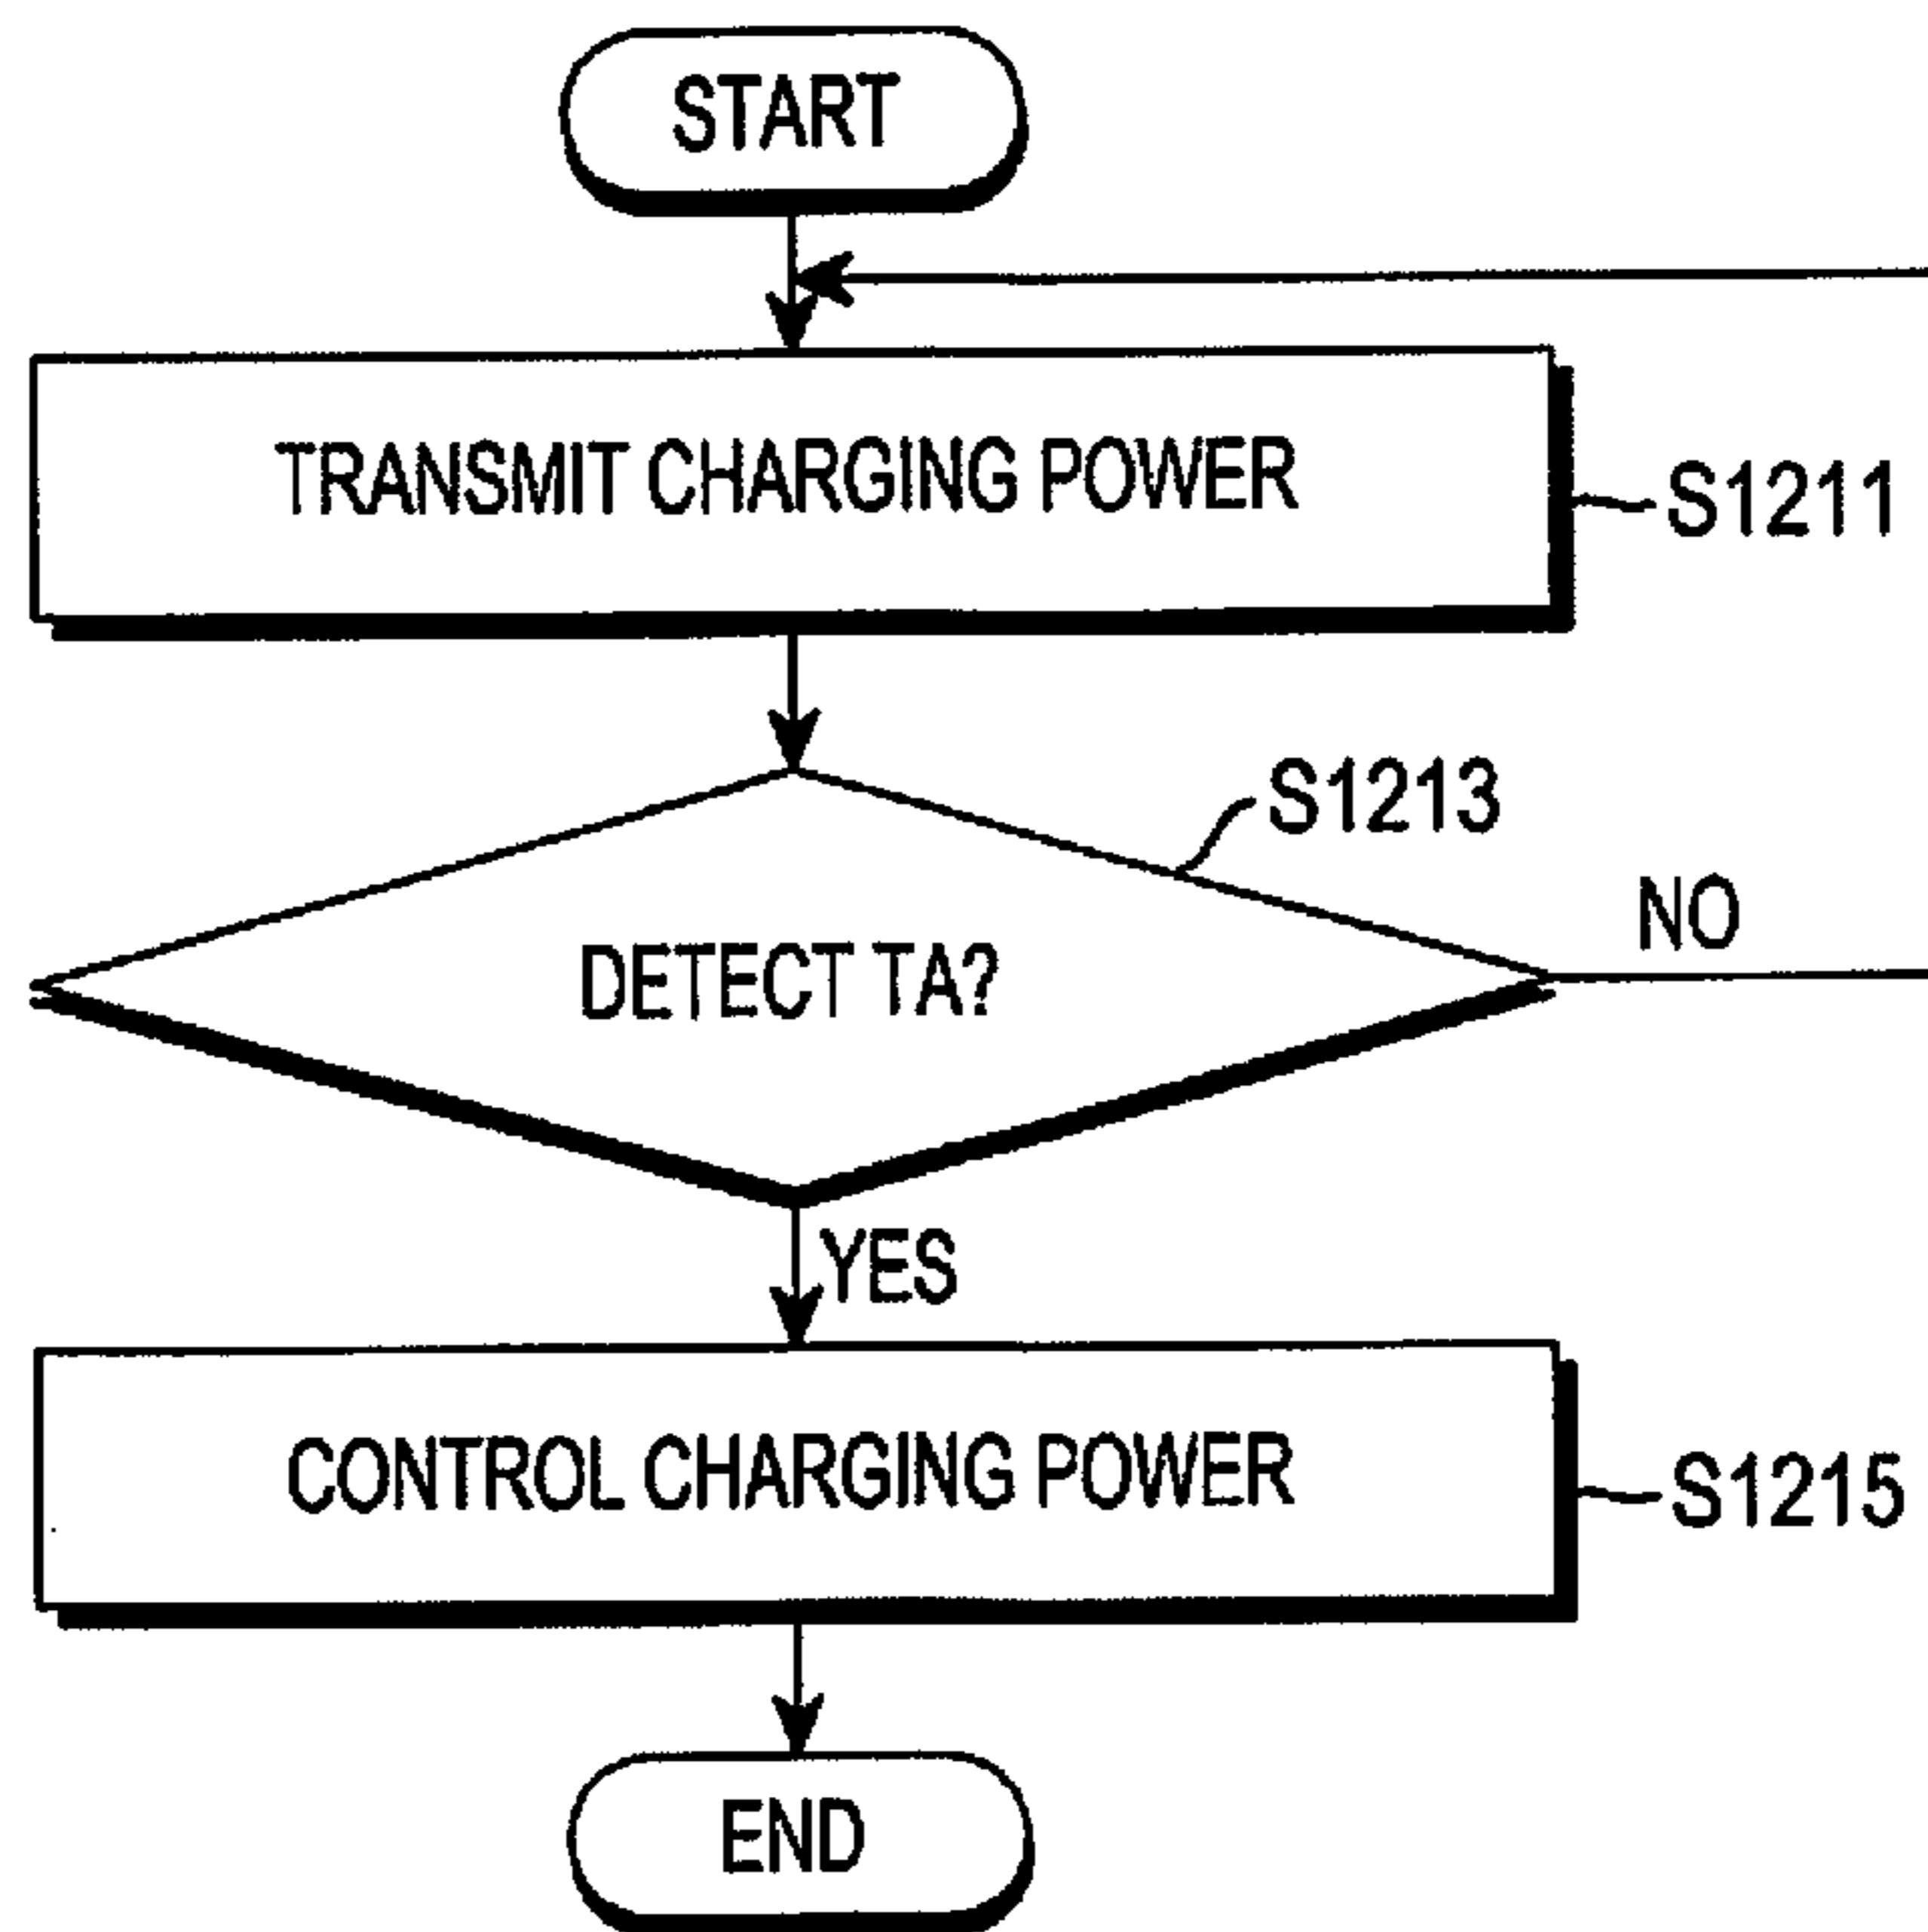 START
TRANSMIT CHARGING POWER
S1211
S1213
DETECT TA?
NO
YES
CONTROL CHARGING POWER
S1215
END